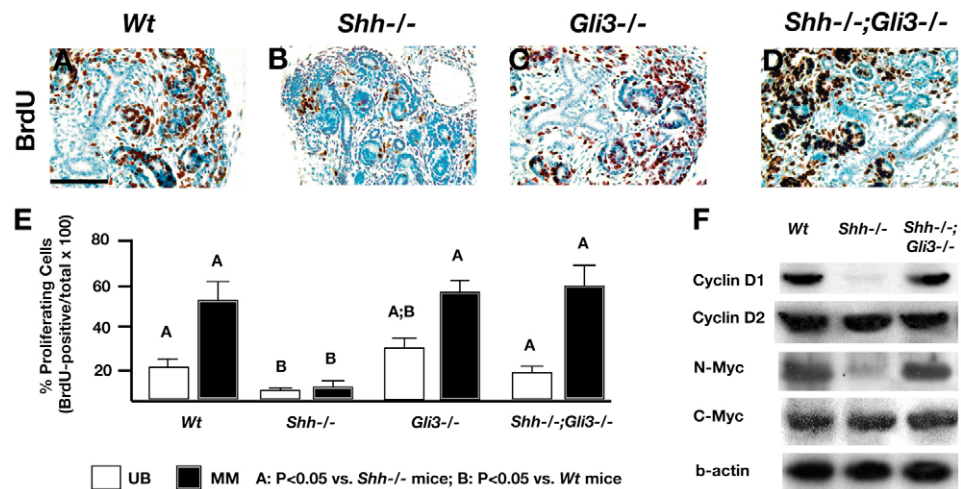 Wt Shh-/- Gli3-/- Shh-/-;Gli3-/-
BrdU
A B C D
E
% Proliferating Cells
(BrdU-positive/total x 100)
80
60
40
20
A A B B A;B A A A
Wt Shh-/- Gli3-/- Shh-/-;Gli3-/-
UB MM A: P<0.05 vs. Shh-/- mice; B: P<0.05 vs. Wt mice
F
Wt Shh-/- Shh-/-;
Gli3-/-
Cyclin D1
Cyclin D2
N-Myc
C-Myc
b-actin